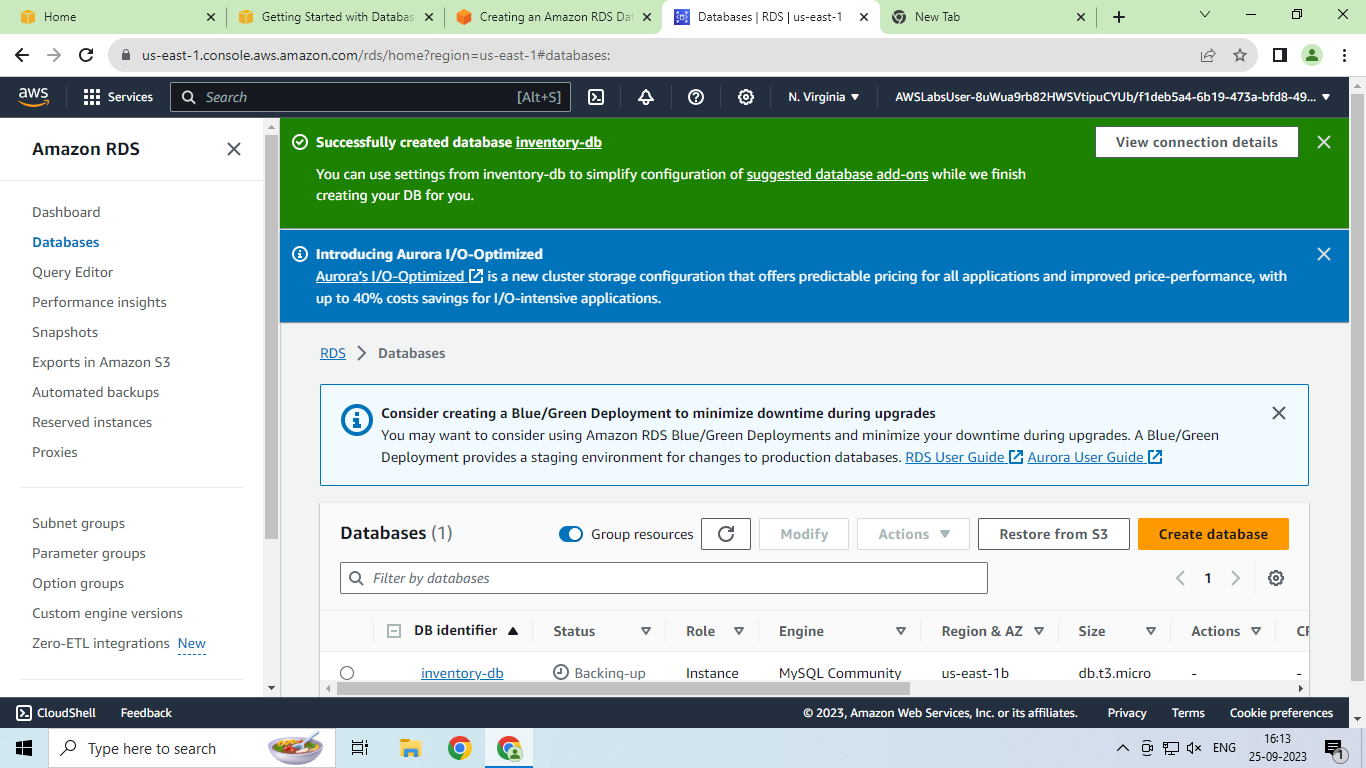 Home
Getting Started with Databas
Creating an Amazon RDS Dat
Databases | RDS | us-east-1
New Tab
us-east-1.console.aws.amazon.com/rds/home?region=us-east-1#databases:
aws
Services
Search
[Alt+S]
N. Virginia
AWSLabsUser-8uWua9rb82HWSVtipuCYUb/f1deb5a4-6b19-473a-bfd8-49...
Amazon RDS
Dashboard
Databases
Query Editor
Performance insights
Snapshots
Exports in Amazon S3
Automated backups
Reserved instances
Proxies
Subnet groups
Parameter groups
Option groups
Custom engine versions
Zero-ETL integrations New
Successfully created database inventory-db
View connection details
You can use settings from inventory-db to simplify configuration of suggested database add-ons while we finish
creating your DB for you.
Introducing Aurora I/O-Optimized
Aurora's I/O-Optimized is a new cluster storage configuration that offers predictable pricing for all applications and improved price-performance, with
up to 40% costs savings for I/O-intensive applications.
RDS
Databases
Consider creating a Blue/Green Deployment to minimize downtime during upgrades
You may want to consider using Amazon RDS Blue/Green Deployments and minimize your downtime during upgrades. A Blue/Green
Deployment provides a staging environment for changes to production databases. RDS User Guide Aurora User Guide
Databases (1)
Group resources
Modify
Actions
Restore from S3
Create database
Filter by databases
1
DB identifier
Status
Role
Engine
Region & AZ
Size
Actions
CP
inventory-db
Backing-up
Instance
MySQL Community
us-east-1b
db.t3.micro
-
-
CloudShell
Feedback
© 2023, Amazon Web Services, Inc. or its affiliates.
Privacy
Terms
Cookie preferences
Type here to search
ENG
16:13
25-09-2023
1